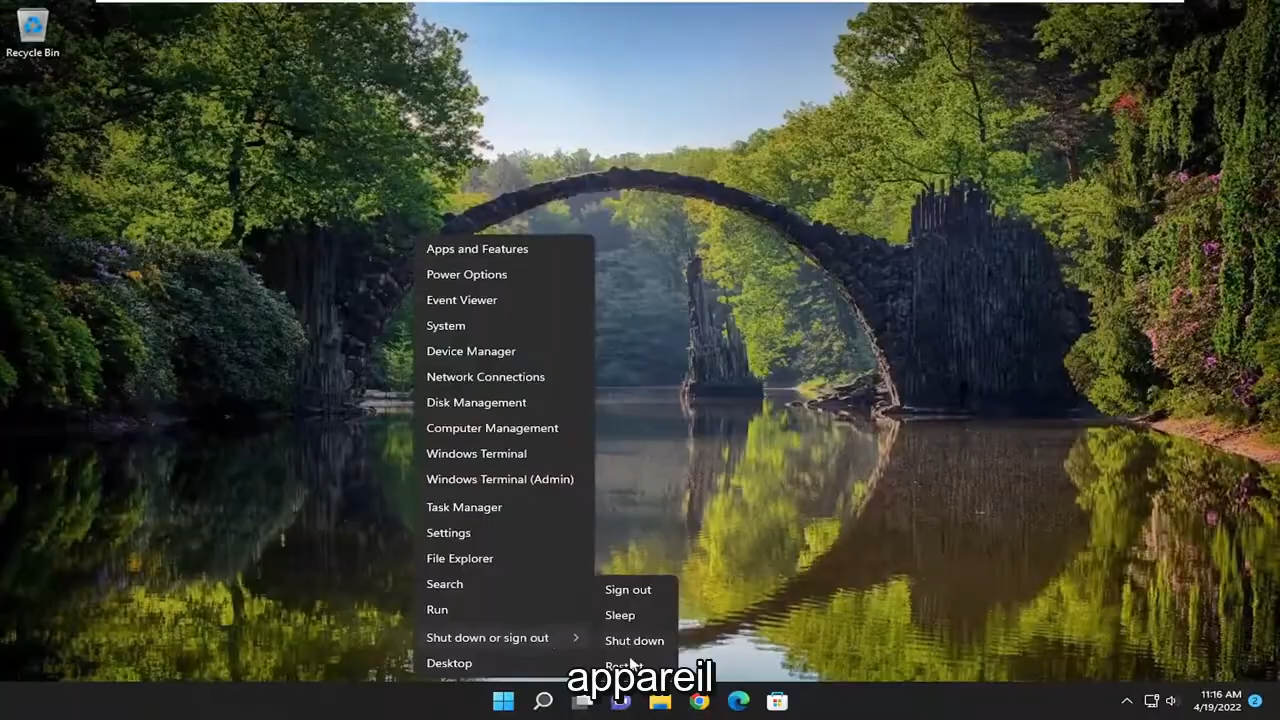 Recycle Bin
Apps and Features
Power Options
Event Viewer
System
Device Manager
Network Connections
Disk Management
Computer Management
Windows Terminal
Windows Terminal (Admin)
Task Manager
Settings
File Explorer
Search
Run
Shut down or sign out
Desktop
Sign out
Sleep
Shut down
appareil
11:16 AM
4/19/2022
2